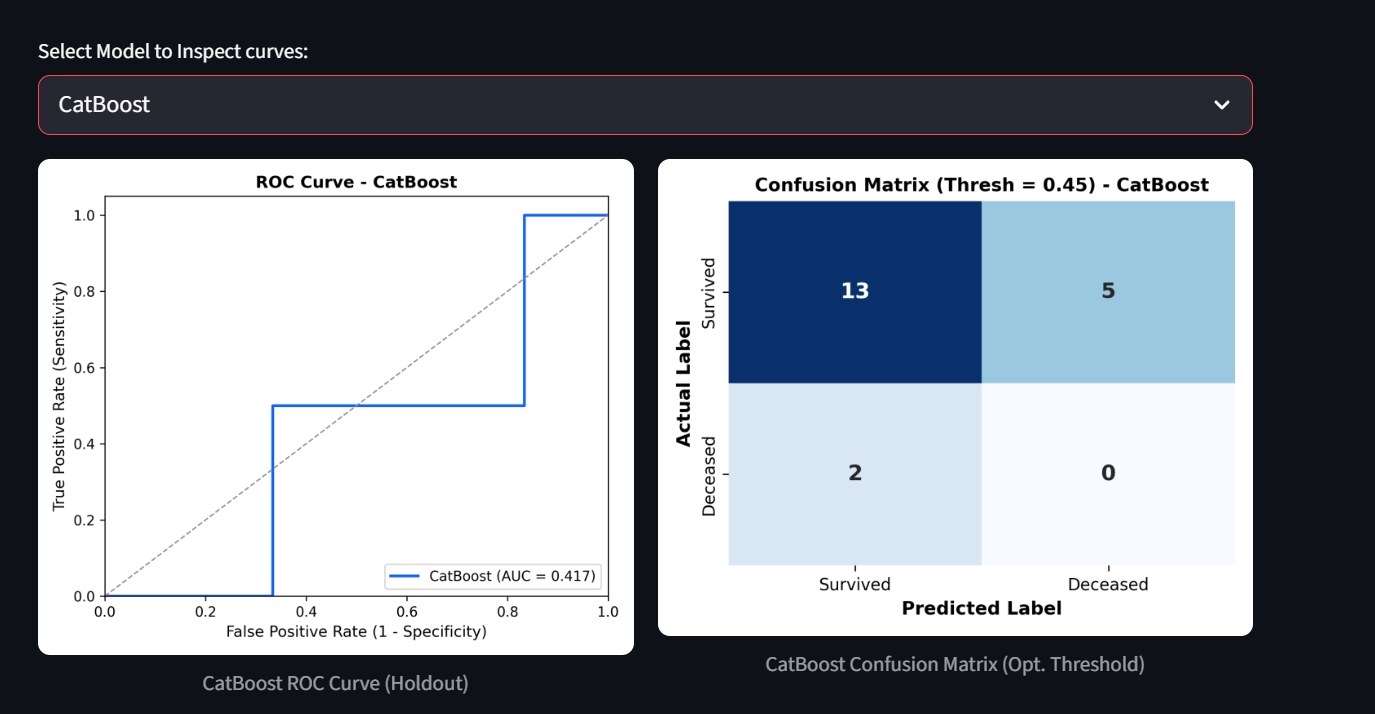 Select Model to Inspect curves:
CatBoost
ROC Curve - CatBoost
1.0
0.8
0.6
0.4
0.2
0.0
True Positive Rate (Sensitivity)
CatBoost (AUC = 0.417)
0.0 0.2 0.4 0.6 0.8 1.0
False Positive Rate (1 - Specificity)
CatBoost ROC Curve (Holdout)
Confusion Matrix (Thresh = 0.45) - CatBoost
Actual Label
Survived
13 5
Deceased
2 0
Survived Deceased
Predicted Label
CatBoost Confusion Matrix (Opt. Threshold)